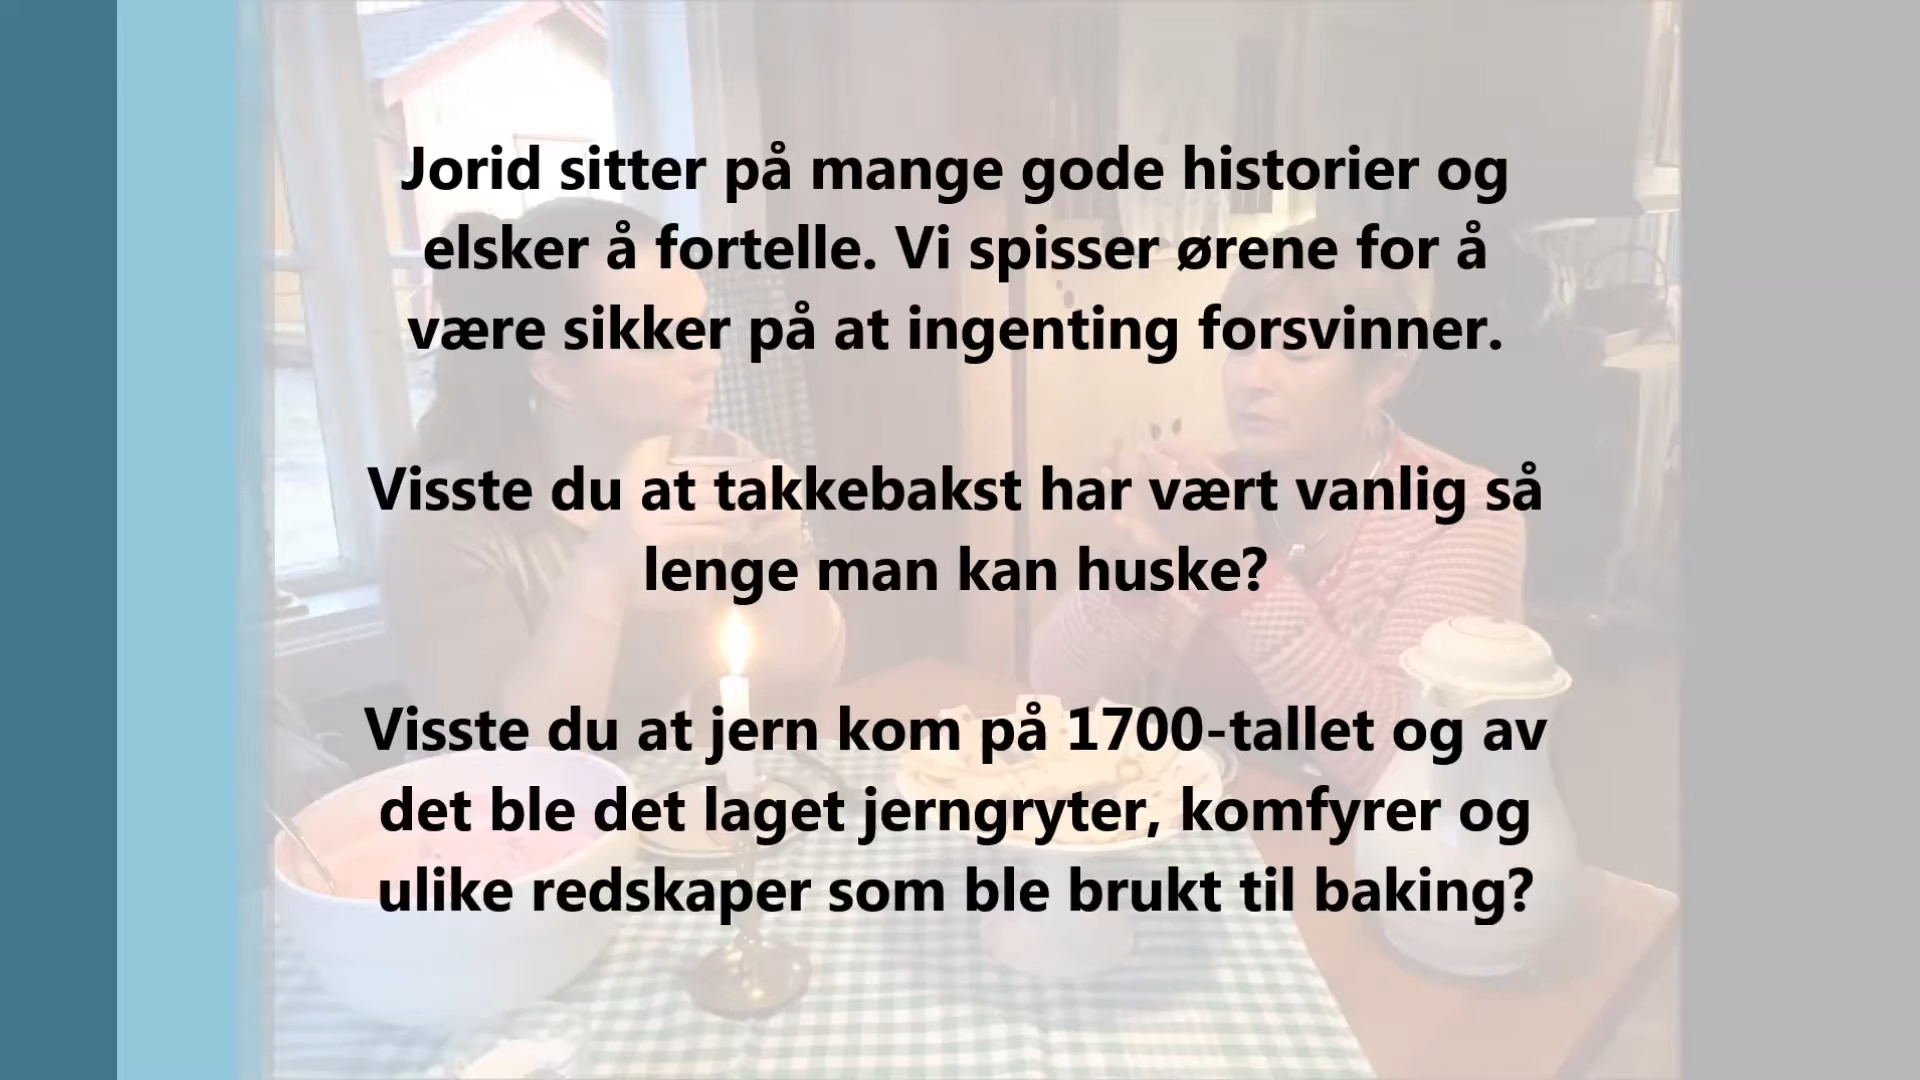 Jorid sitter på mange gode historier og
elsker å fortelle. Vi spisser ørene for å
være sikker på at ingenting forsvinner.
Visste du at takkebakst har vært vanlig så
lenge man kan huske?
Visste du at jern kom på 1700-tallet og av
det ble det laget jerngryter, komfyrer og
ulike redskaper som ble brukt til baking?